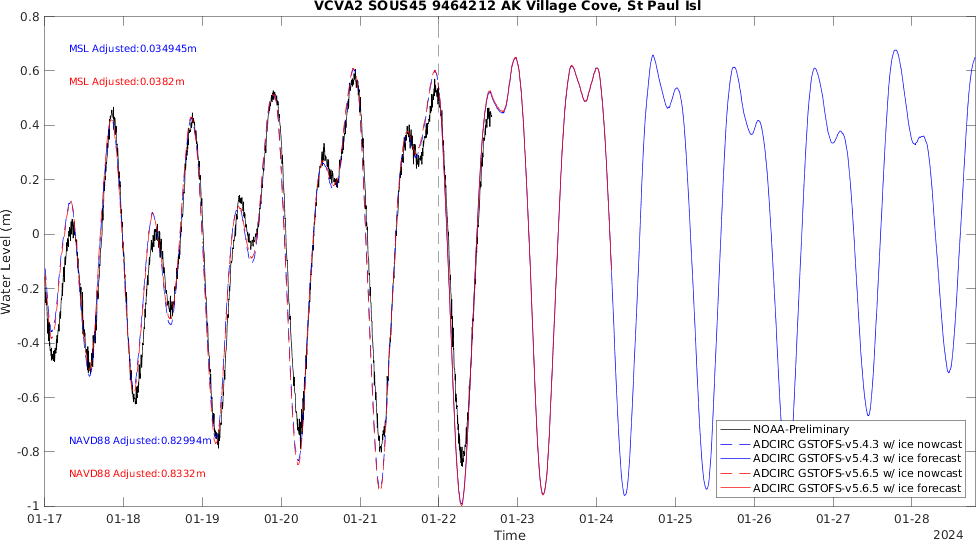 VCVA2 SOUS45 9464212 AK Village Cove, St Paul Isl
0.8
0.6
0.4
0.2
0
-0.2
-0.4
-0.6
-0.8
-1
Water Level (m)
MSL Adjusted:0.034945m
MSL Adjusted:0.0382m
NAVD88 Adjusted:0.82994m
NAVD88 Adjusted:0.8332m
NOAA-Preliminary
ADCIRC GSTOFS-v5.4.3 w/ ice nowcast
ADCIRC GSTOFS-v5.4.3 w/ ice forecast
ADCIRC GSTOFS-v5.6.5 w/ ice nowcast
ADCIRC GSTOFS-v5.6.5 w/ ice forecast
01-17 01-18 01-19 01-20 01-21 01-22 01-23 01-24 01-25 01-26 01-27 01-28
Time
2024